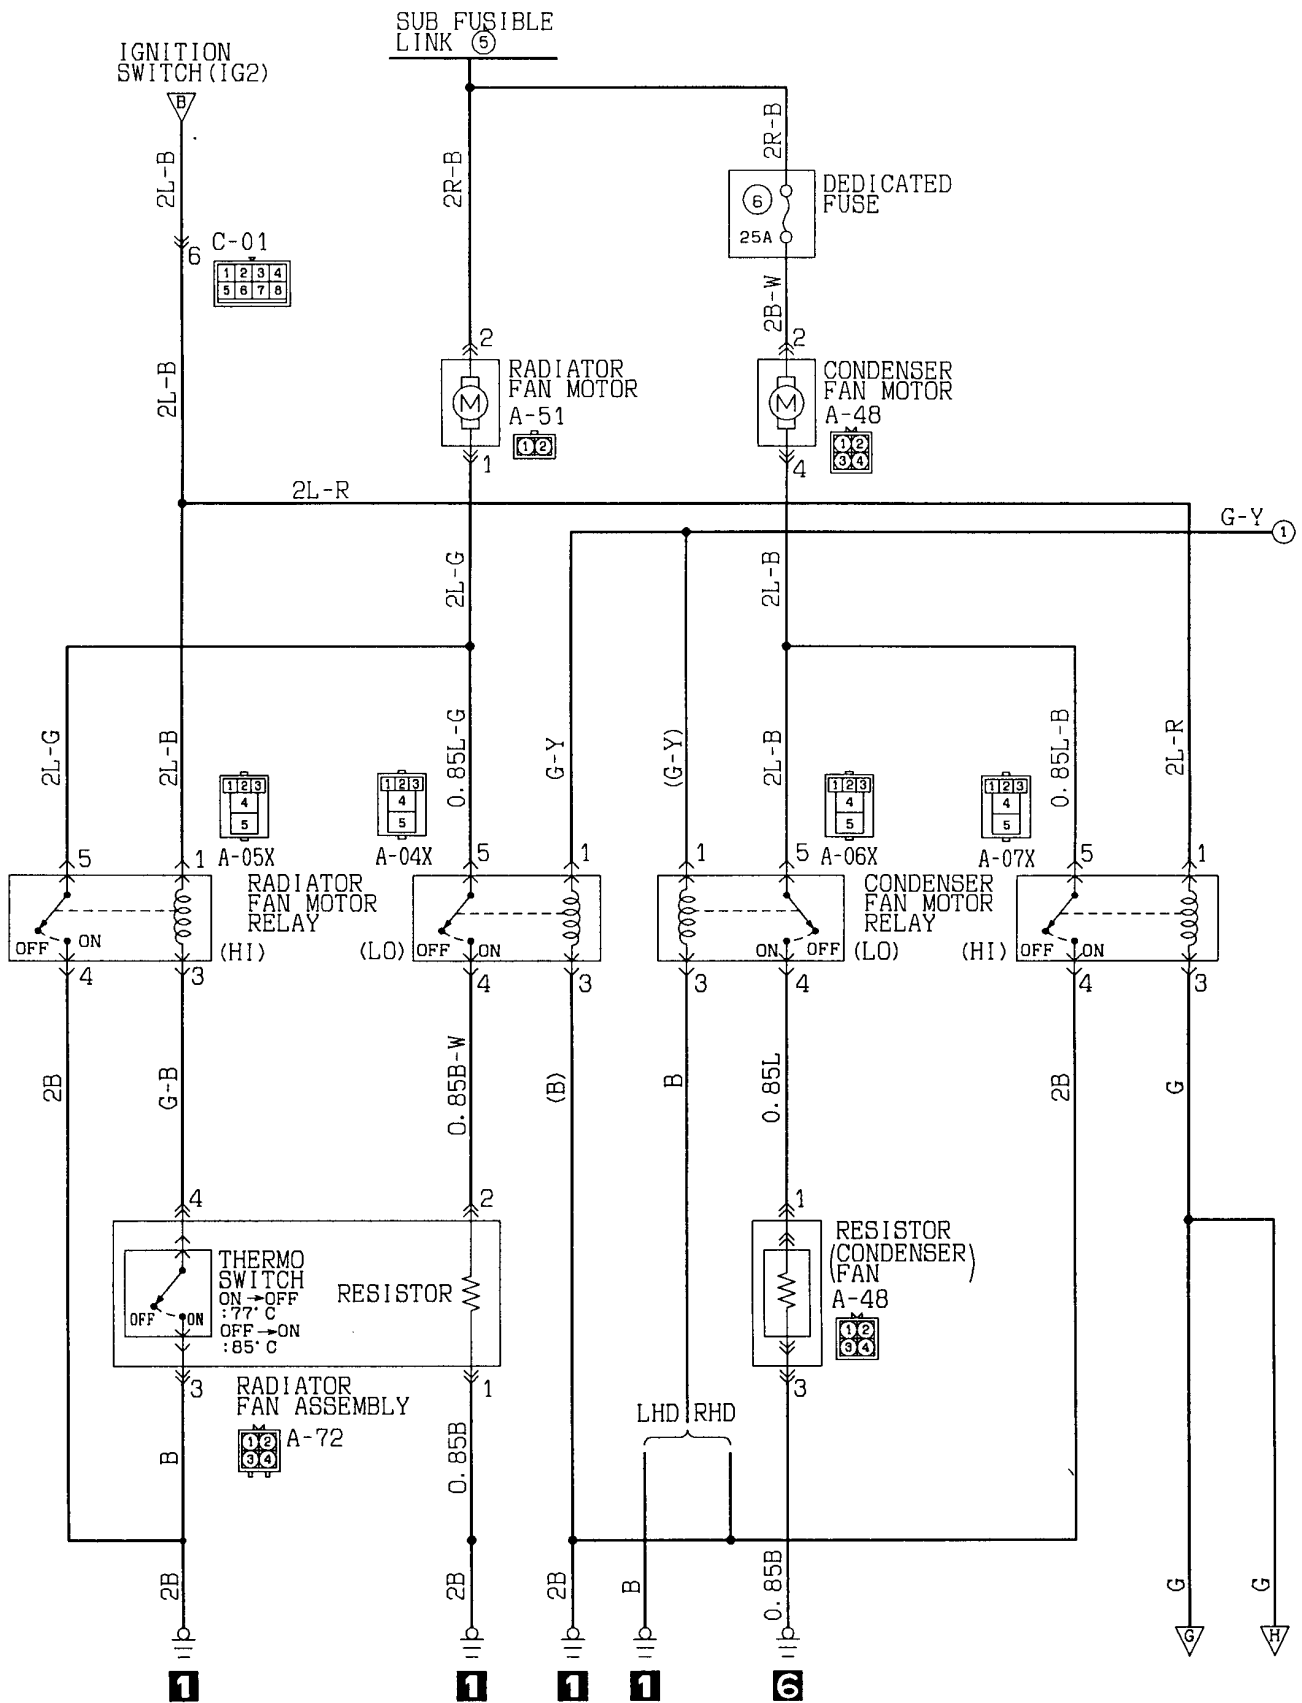 SUB FUSIBLE
LINK 5
IGNITION
SWITCH(IG2)
B
2L-B
2R-B
2R-B
6
25A
DEDICATED
FUSE
6
C-01
1 2 3 4
5 6 7 8
2B-W
2L-B
2
RADIATOR
FAN MOTOR
A-51
1 2
M
1
2
CONDENSER
FAN MOTOR
A-48
1 2
3 4
M
4
2L-R
G-Y 1
2L-G
2L-B
2L-G
2L-B
0.85L-G
G-Y
(G-Y)
2L-B
0.85L-B
2L-R
1 2 3
4
5
A-05X
1 2 3
4
5
A-04X
1 2 3
4
5
A-06X
1 2 3
4
5
A-07X
5
1
5
1
1
5
5
1
RADIATOR
FAN MOTOR
RELAY
CONDENSER
FAN MOTOR
RELAY
OFF ON
(HI)
(LO)
OFF ON
ON OFF
(LO)
(HI)
OFF ON
4
3
4
3
3
4
4
3
2B
G-B
0.85B-W
(B)
B
0.85L
2B
G
4
2
1
THERMO
SWITCH
ON→OFF
:77°C
OFF→ON
:85°C
OFF ON
RESISTOR
RESISTOR
(CONDENSER)
(FAN
A-48
1 2
3 4
3
1
3
RADIATOR
FAN ASSEMBLY
A-72
1 2
3 4
LHD RHD
B
0.85B
2B
2B
2B
B
0.85B
G
G
G
H
1
1
1
1
6